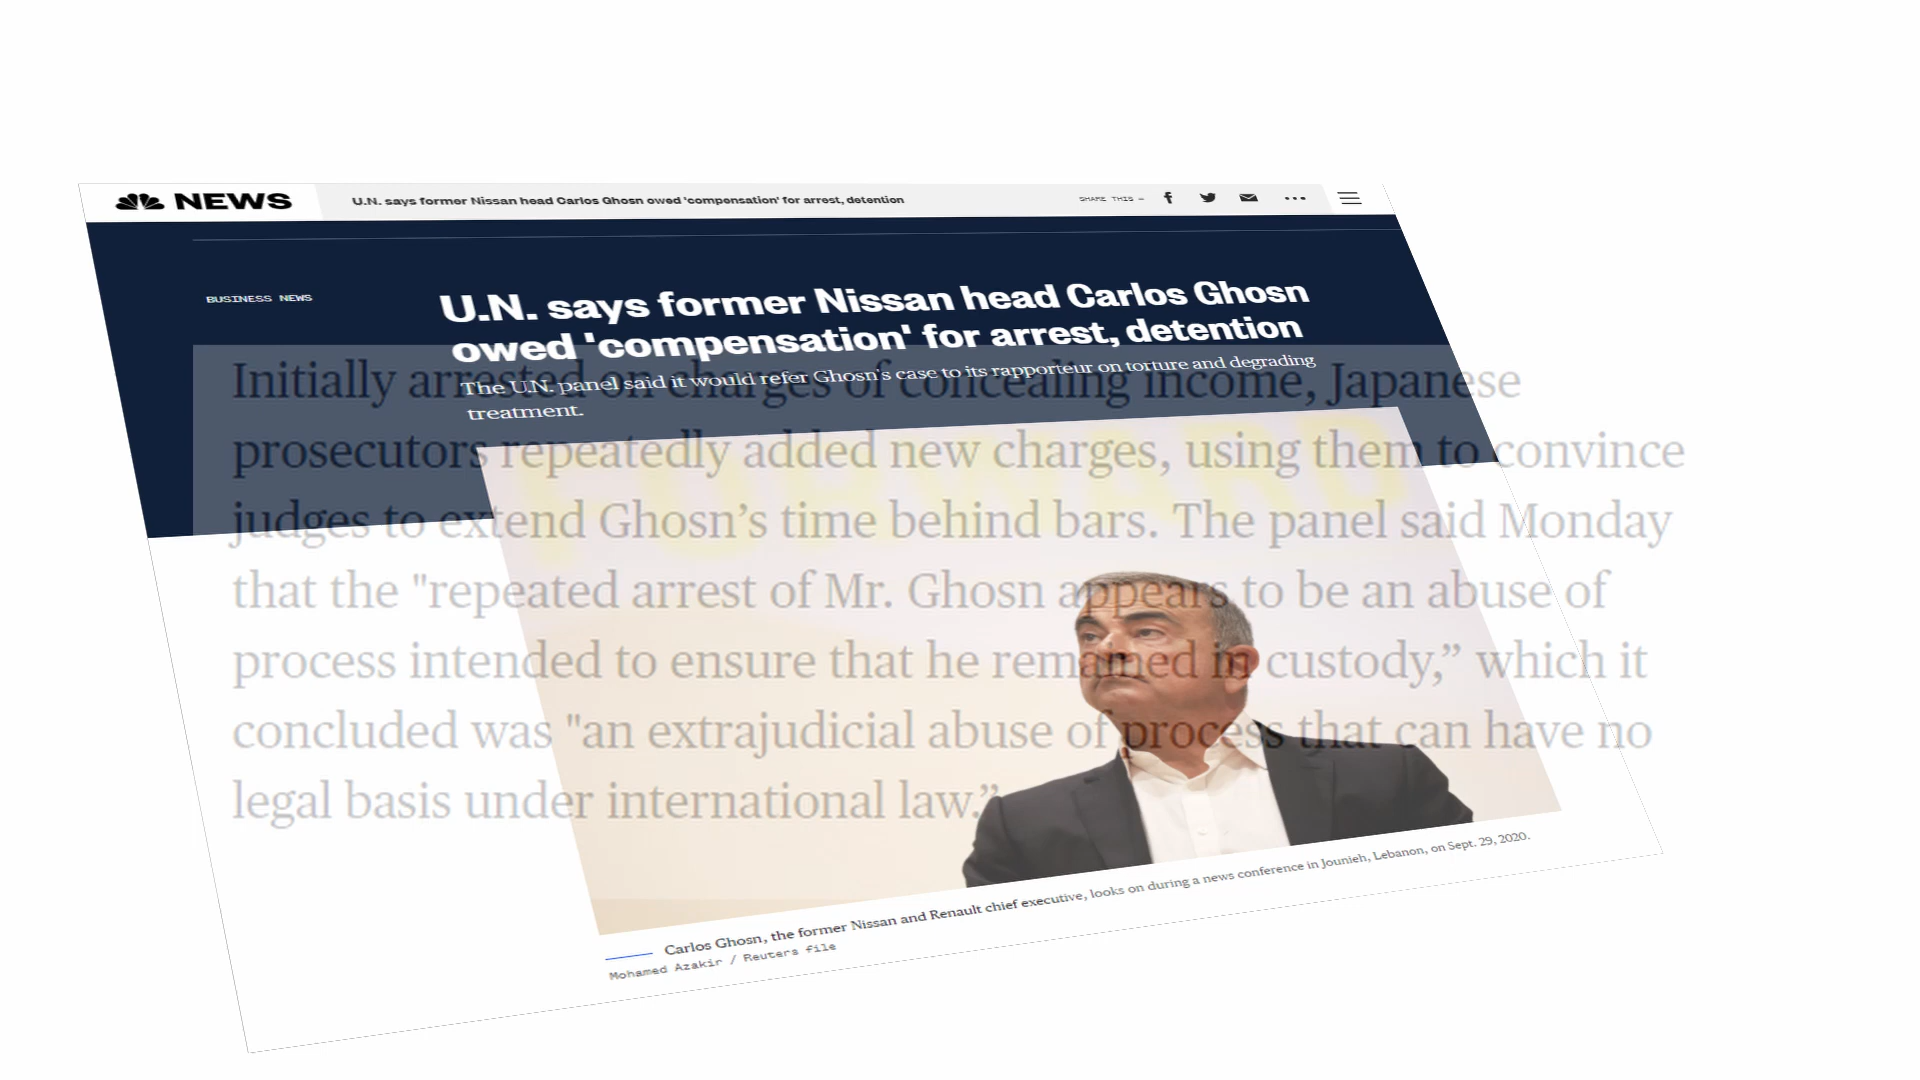 NEWS
U.N. says former Nissan head Carlos Ghosn owed 'compensation' for arrest, detention
SHARE THIS —
BUSINESS NEWS
U.N. says former Nissan head Carlos Ghosn
owed 'compensation' for arrest, detention
The U.N. panel said it would refer Ghosn's case to its rapporteur on torture and degrading
treatment.
Initially arrested on charges of concealing income, Japanese
prosecutors repeatedly added new charges, using them to convince
judges to extend Ghosn’s time behind bars. The panel said Monday
that the "repeated arrest of Mr. Ghosn appears to be an abuse of
process intended to ensure that he remained in custody,” which it
concluded was "an extrajudicial abuse of process that can have no
legal basis under international law.”
FORWARD
Carlos Ghosn, the former Nissan and Renault chief executive, looks on during a news conference in Jounieh, Lebanon, on Sept. 29, 2020.
Mohamed Azakir / Reuters file